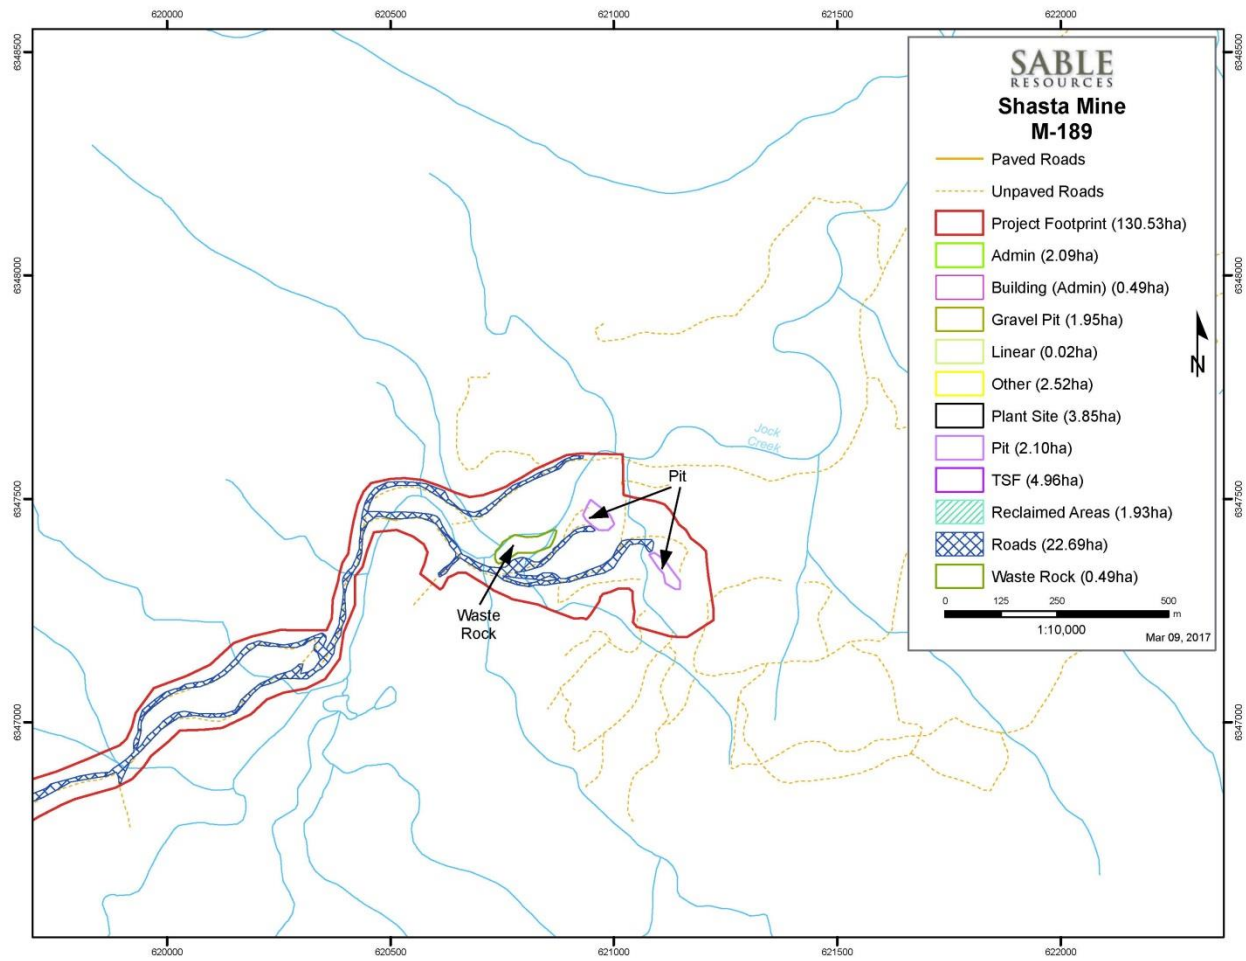 620000
620500
621000
621500
622000
6348500
6348500
SABLE
RESOURCES
Shasta Mine
M-189
Paved Roads
Unpaved Roads
Project Footprint (130.53ha)
Admin (2.09ha)
Building (Admin) (0.49ha)
Gravel Pit (1.95ha)
Linear (0.02ha)
Other (2.52ha)
Plant Site (3.85ha)
Pit (2.10ha)
TSF (4.96ha)
Reclaimed Areas (1.93ha)
Roads (22.69ha)
Waste Rock (0.49ha)
0 125 250 500
m
1:10,000
Mar 09, 2017
N
6348000
6348000
Jock
Creek
Pit
6347500
6347500
Waste
Rock
6347000
6347000
620000
620500
621000
621500
622000